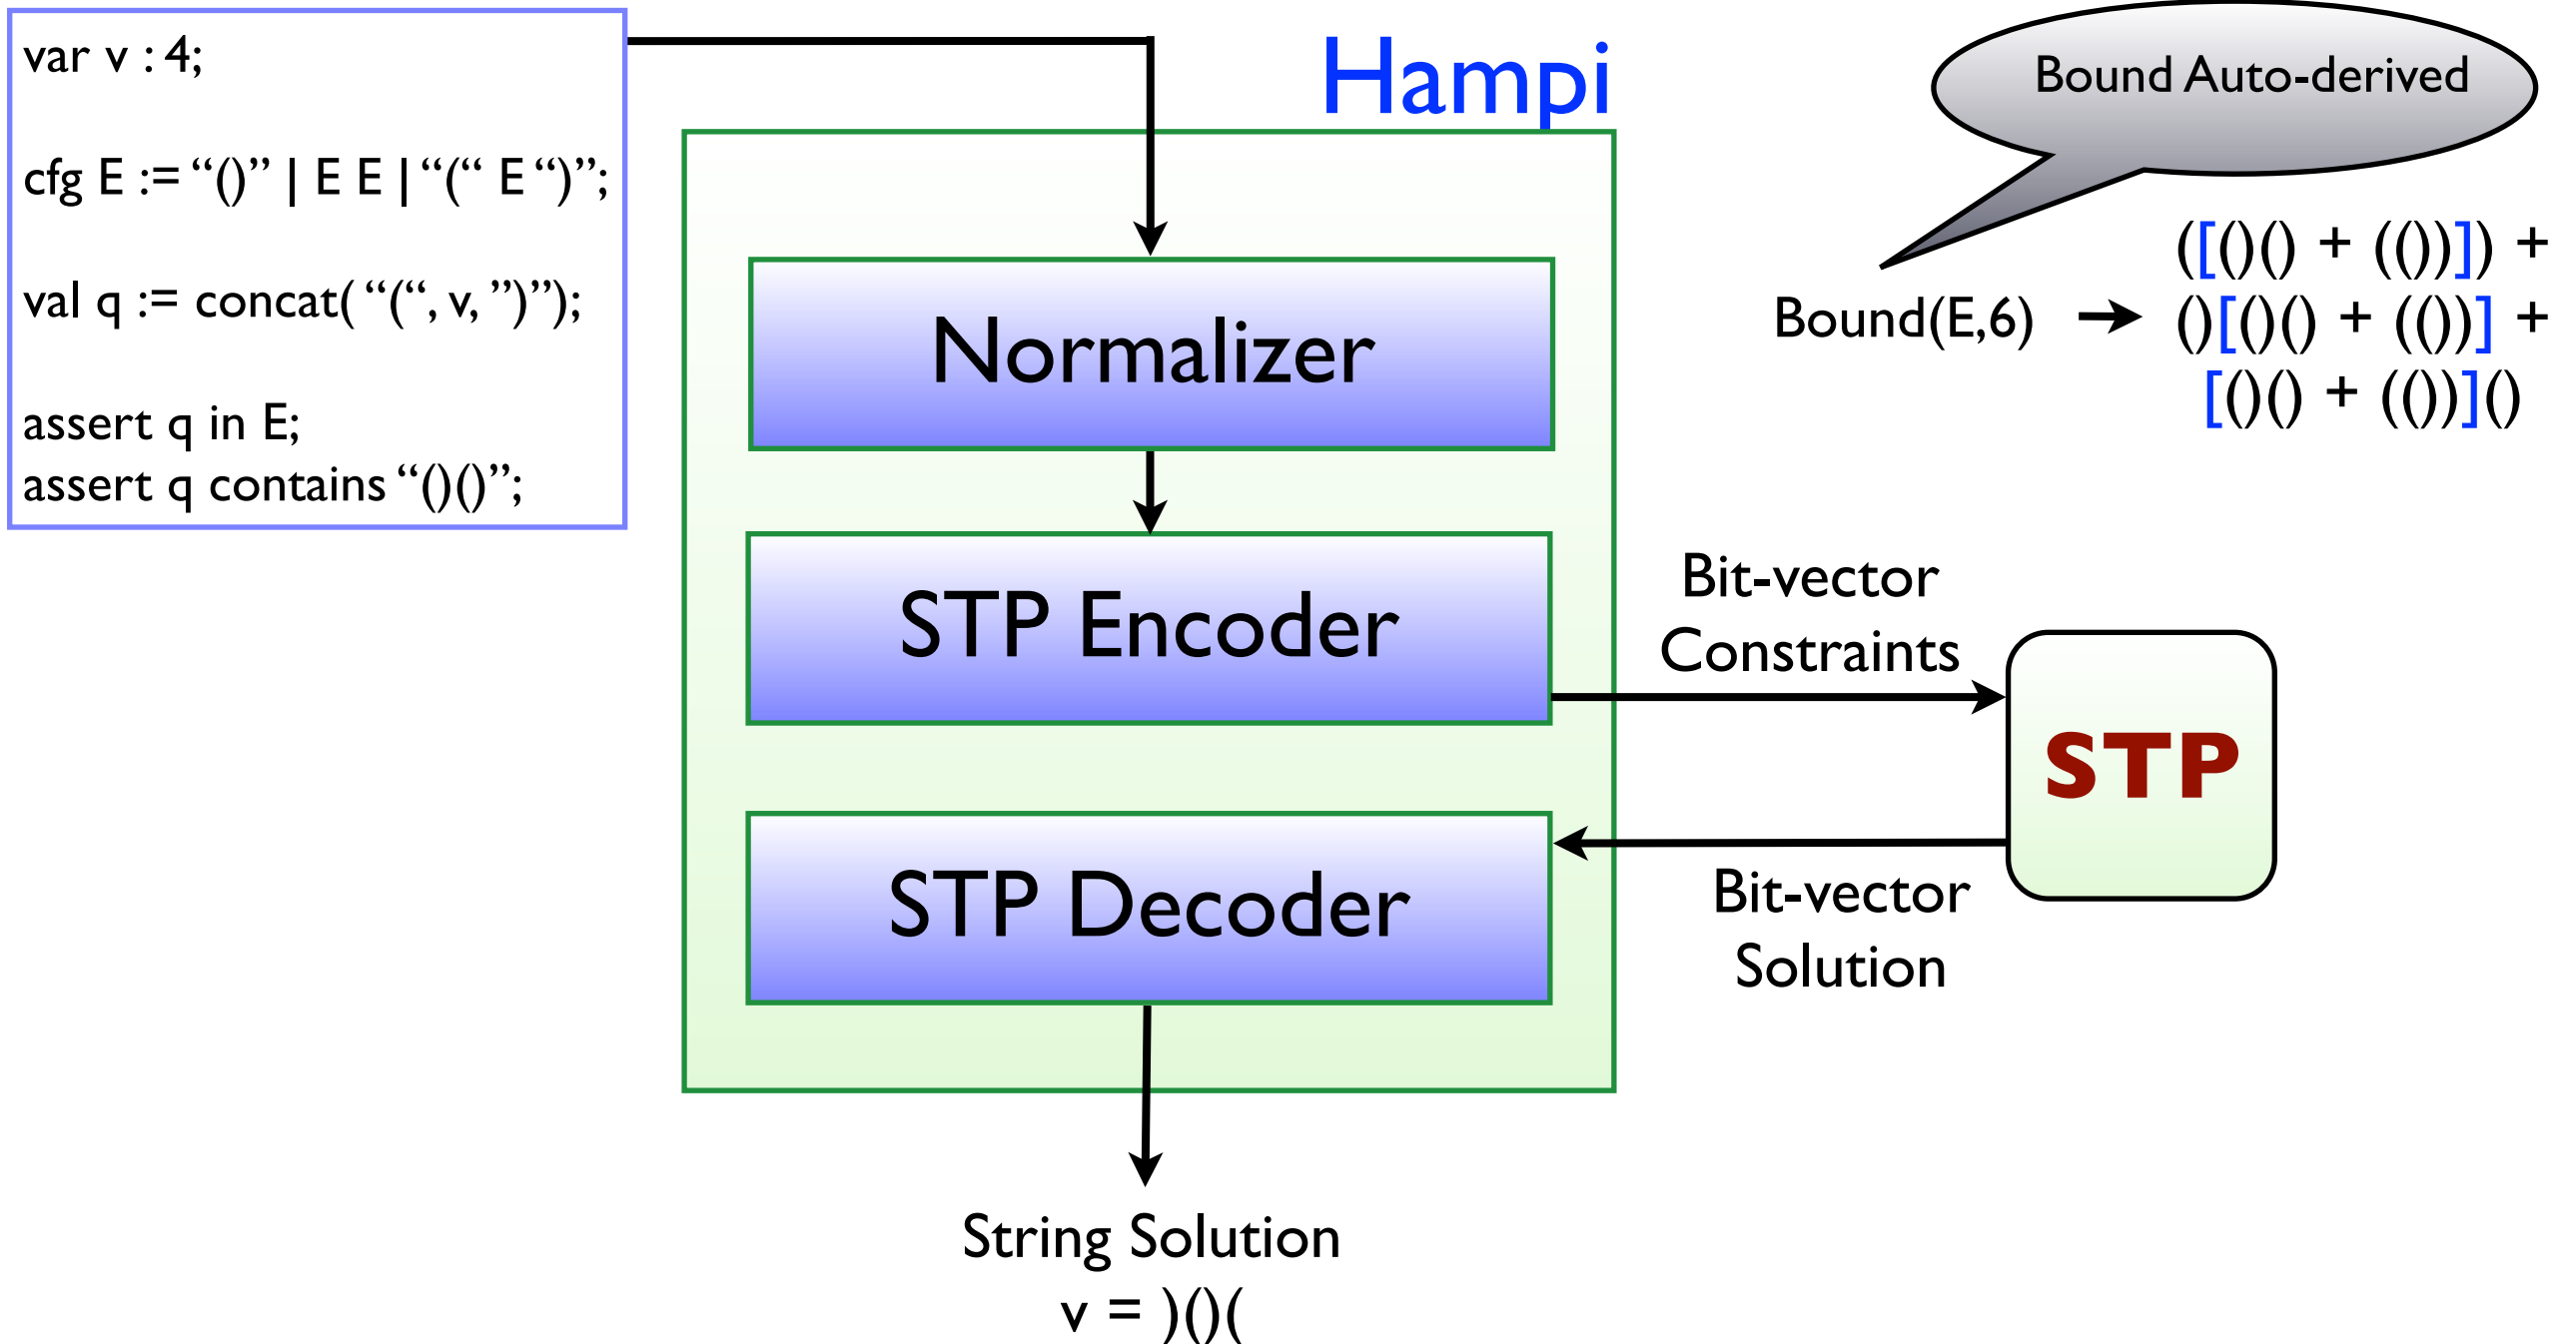 var v : 4;
cfg E := “()” | E E | “(“ E “)”;
val q := concat( “(“, v, ”)”);
assert q in E;
assert q contains “()()”;
Hampi
Normalizer
STP Encoder
STP Decoder
Bound Auto-derived
([()() + (())]) +
Bound(E,6)
()[()() + (())] +
[()() + (())]()
Bit-vector
Constraints
STP
Bit-vector
Solution
String Solution
v = )()(